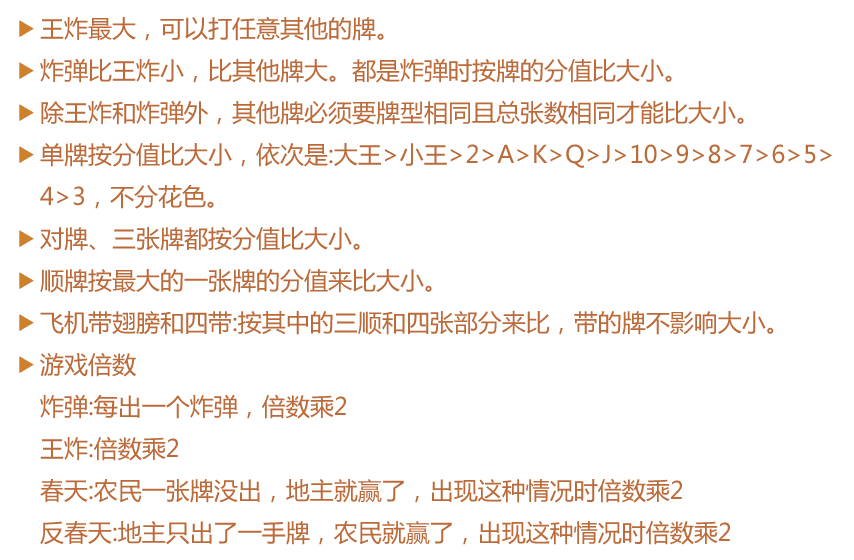 王炸最大，可以打任意其他的牌。
炸弹比王炸小，比其他牌大。都是炸弹时按牌的分值比大小。
除王炸和炸弹外，其他牌必须要牌型相同且总张数相同才能比大小。
单牌按分值比大小，依次是:大王>小王>2>A>K>Q>J>10>9>8>7>6>5>
4>3，不分花色。
对牌、三张牌都按分值比大小。
顺牌按最大的一张牌的分值来比大小。
飞机带翅膀和四带:按其中的三顺和四张部分来比，带的牌不影响大小。
游戏倍数
炸弹:每出一个炸弹，倍数乘2
王炸:倍数乘2
春天:农民一张牌没出，地主就赢了，出现这种情况时倍数乘2
反春天:地主只出了一手牌，农民就赢了，出现这种情况时倍数乘2